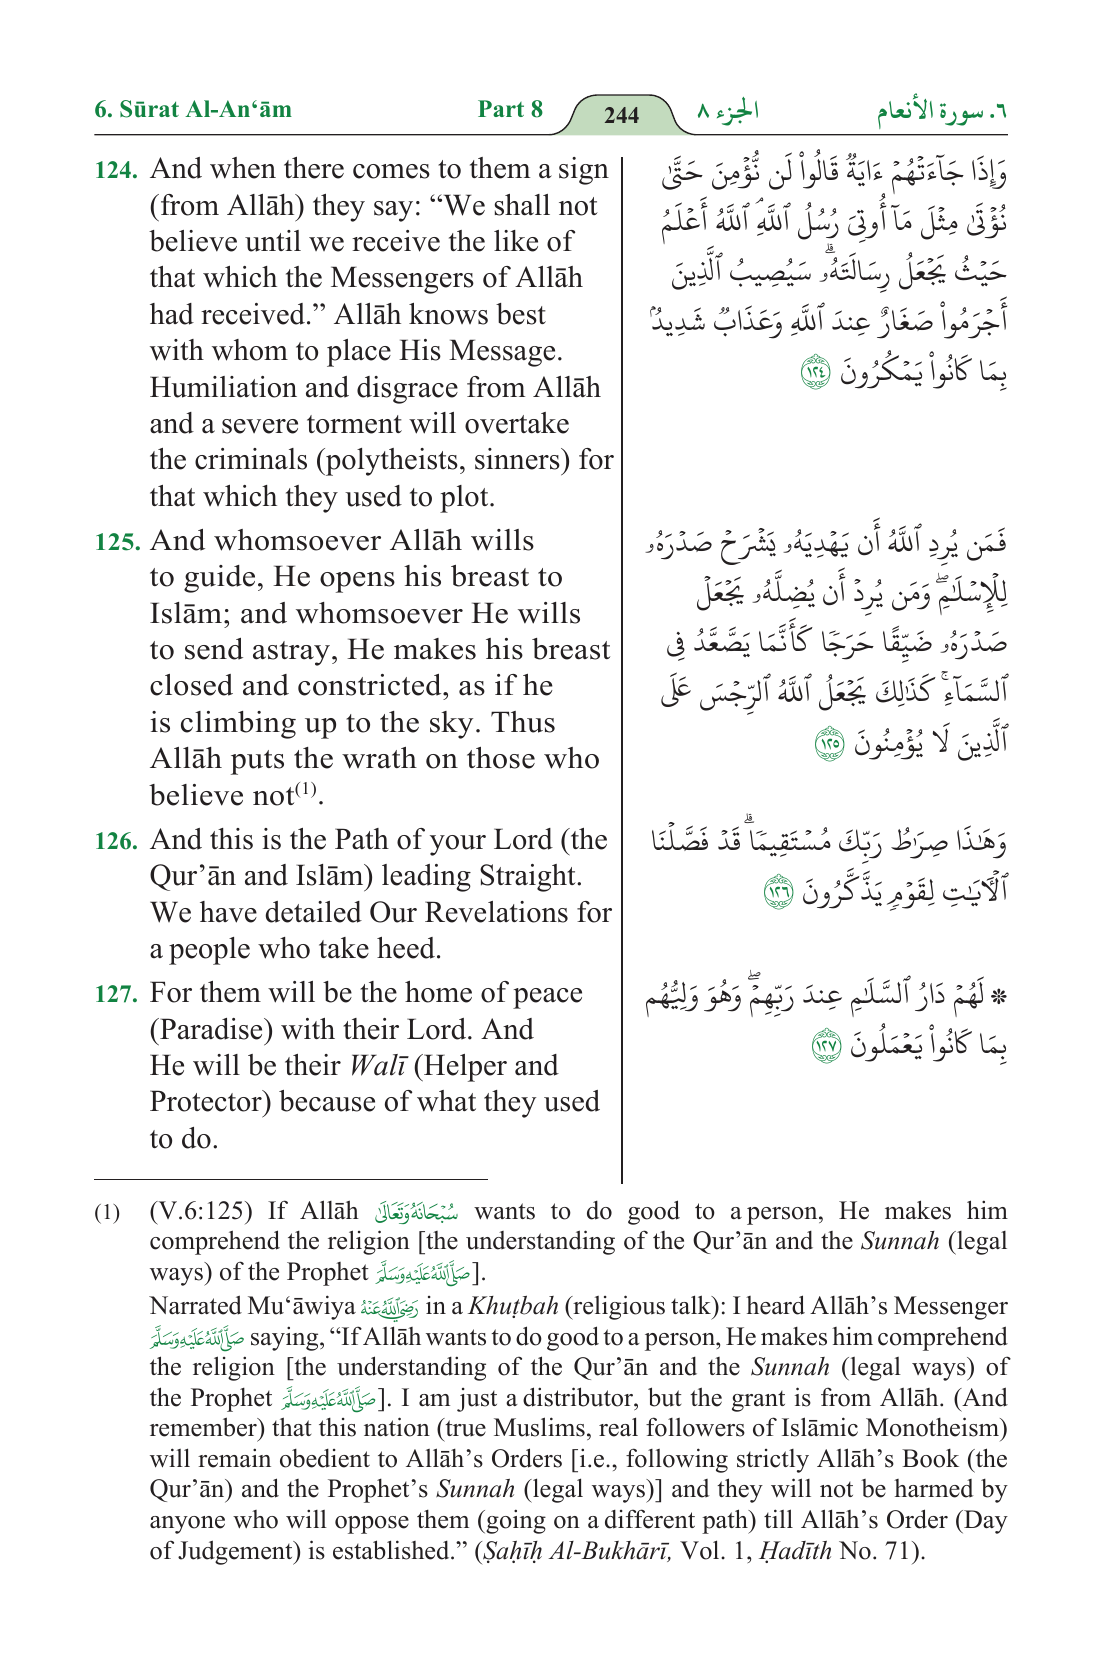 6. Sūrat Al-An‘ām
Part 8
244
الجزء ٨
٦. سورة الأنعام
124. And when there comes to them a sign
(from Allāh) they say: “We shall not
believe until we receive the like of
that which the Messengers of Allāh
had received.” Allāh knows best
with whom to place His Message.
Humiliation and disgrace from Allāh
and a severe torment will overtake
the criminals (polytheists, sinners) for
that which they used to plot.
125. And whomsoever Allāh wills
to guide, He opens his breast to
Islām; and whomsoever He wills
to send astray, He makes his breast
closed and constricted, as if he
is climbing up to the sky. Thus
Allāh puts the wrath on those who
believe not(1).
126. And this is the Path of your Lord (the
Qur’ān and Islām) leading Straight.
We have detailed Our Revelations for
a people who take heed.
127. For them will be the home of peace
(Paradise) with their Lord. And
He will be their Walī (Helper and
Protector) because of what they used
to do.
وَإِذَا جَآءَتۡهُمۡ ءَايَةٞ قَالُواْ لَن نُّؤۡمِنَ حَتَّىٰ
نُؤۡتَىٰ مِثۡلَ مَآ أُوتِيَ رُسُلُ ٱللَّهِۘ ٱللَّهُ أَعۡلَمُ
حَيۡثُ يَجۡعَلُ رِسَالَتَهُۥۗ سَيُصِيبُ ٱلَّذِينَ
أَجۡرَمُواْ صَغَارٌ عِندَ ٱللَّهِ وَعَذَابٞ شَدِيدُۢ
بِمَا كَانُواْ يَمۡكُرُونَ ١٢٤
فَمَن يُرِدِ ٱللَّهُ أَن يَهۡدِيَهُۥ يَشۡرَحۡ صَدۡرَهُۥ
لِلۡإِسۡلَٰمِۖ وَمَن يُرِدۡ أَن يُضِلَّهُۥ يَجۡعَلۡ
صَدۡرَهُۥ ضَيِّقًا حَرَجٗا كَأَنَّمَا يَصَّعَّدُ فِي
ٱلسَّمَآءِۚ كَذَٰلِكَ يَجۡعَلُ ٱللَّهُ ٱلرِّجۡسَ عَلَى
ٱلَّذِينَ لَا يُؤۡمِنُونَ ١٢٥
وَهَٰذَا صِرَٰطُ رَبِّكَ مُسۡتَقِيمٗاۗ قَدۡ فَصَّلۡنَا
ٱلۡأٓيَٰتِ لِقَوۡمٖ يَذَّكَّرُونَ ١٢٦
۞ لَهُمۡ دَارُ ٱلسَّلَٰمِ عِندَ رَبِّهِمۡۖ وَهُوَ وَلِيُّهُم
بِمَا كَانُواْ يَعۡمَلُونَ ١٢٧
(1) (V.6:125) If Allāh سُبْحَانَهُ وَتَعَالَىٰ wants to do good to a person, He makes him
comprehend the religion [the understanding of the Qur’ān and the Sunnah (legal
ways) of the Prophet صَلَّى اللَّهُ عَلَيْهِ وَسَلَّمَ].
Narrated Mu‘āwiya رَضِيَ اللَّهُ عَنْهُ in a Khuṭbah (religious talk): I heard Allāh’s Messenger
صَلَّى اللَّهُ عَلَيْهِ وَسَلَّمَ saying, “If Allāh wants to do good to a person, He makes him comprehend
the religion [the understanding of the Qur’ān and the Sunnah (legal ways) of
the Prophet صَلَّى اللَّهُ عَلَيْهِ وَسَلَّمَ]. I am just a distributor, but the grant is from Allāh. (And
remember) that this nation (true Muslims, real followers of Islāmic Monotheism)
will remain obedient to Allāh’s Orders [i.e., following strictly Allāh’s Book (the
Qur’ān) and the Prophet’s Sunnah (legal ways)] and they will not be harmed by
anyone who will oppose them (going on a different path) till Allāh’s Order (Day
of Judgement) is established.” (Ṣaḥīḥ Al-Bukhārī, Vol. 1, Ḥadīth No. 71).